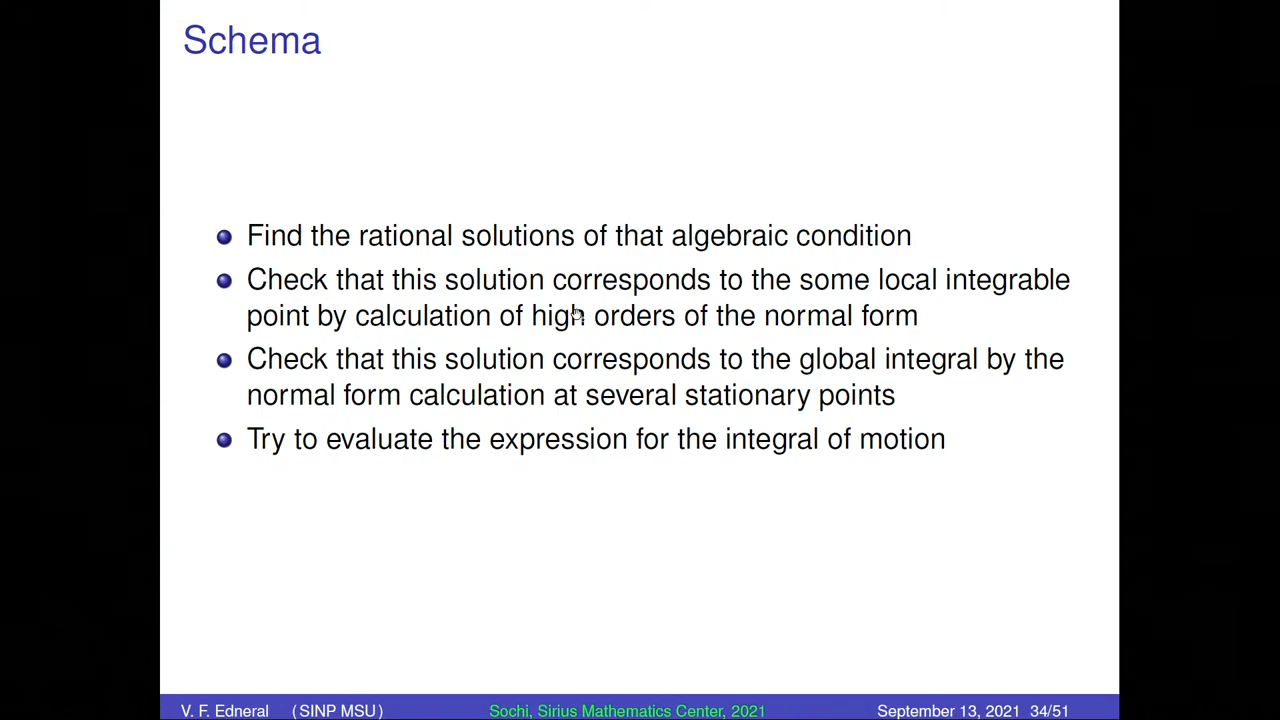 Schema
Find the rational solutions of that algebraic condition
Check that this solution corresponds to the some local integrable
point by calculation of high orders of the normal form
Check that this solution corresponds to the global integral by the
normal form calculation at several stationary points
Try to evaluate the expression for the integral of motion
V. F. Edneral (SINP MSU) Sochi, Sirius Mathematics Center, 2021 September 13, 2021 34/51